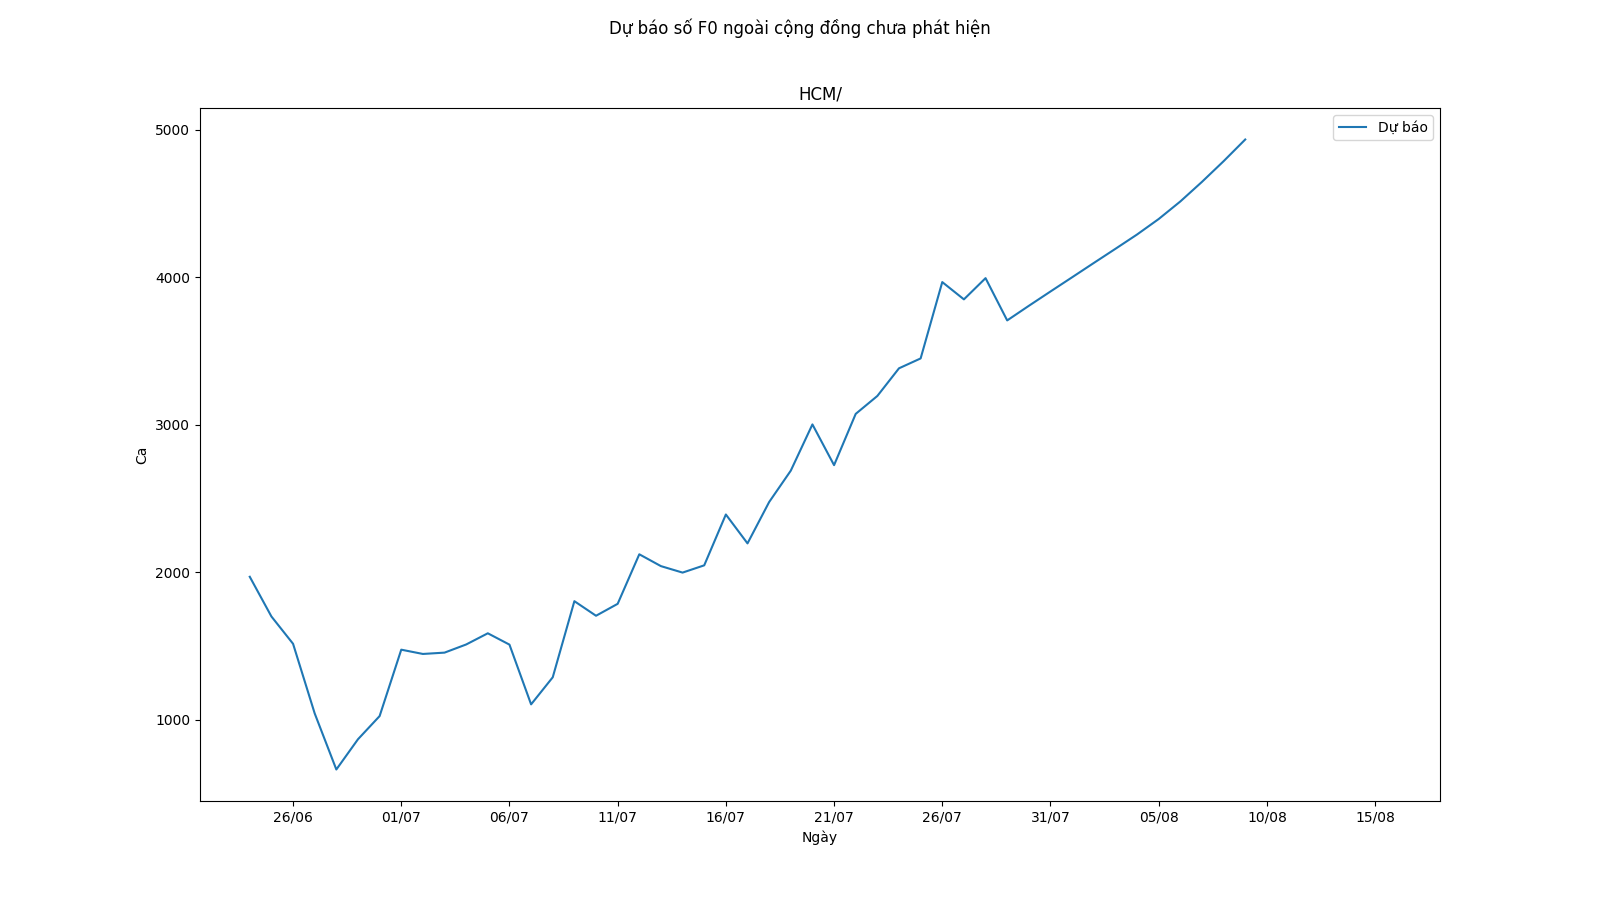 Dự báo số F0 ngoài cộng đồng chưa phát hiện
HCM/
Dự báo
5000
4000
3000
2000
1000
Ca
26/06 01/07 06/07 11/07 16/07 21/07 26/07 31/07 05/08 10/08 15/08
Ngày